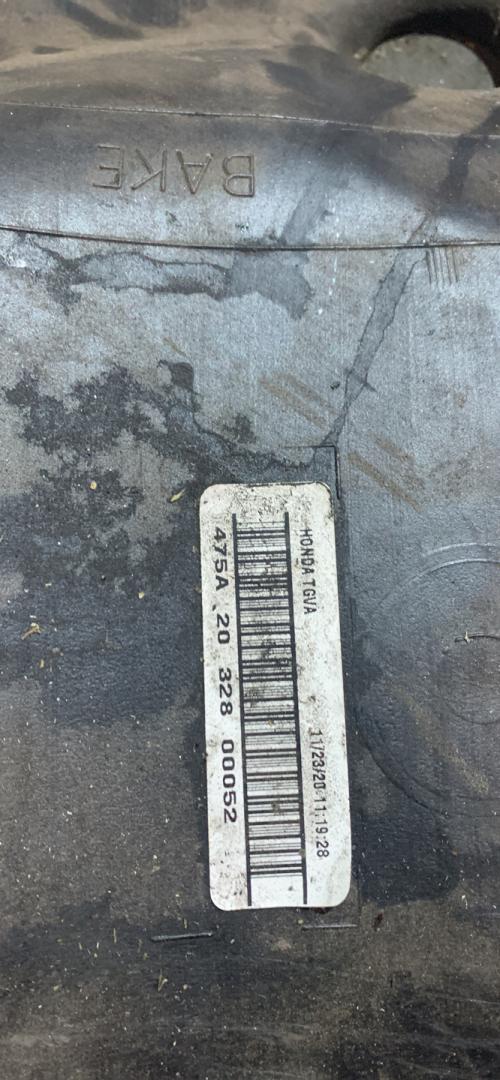 BAKE
HONDA TGVA 11/23/20 11:19:28
475A 20 328 00052